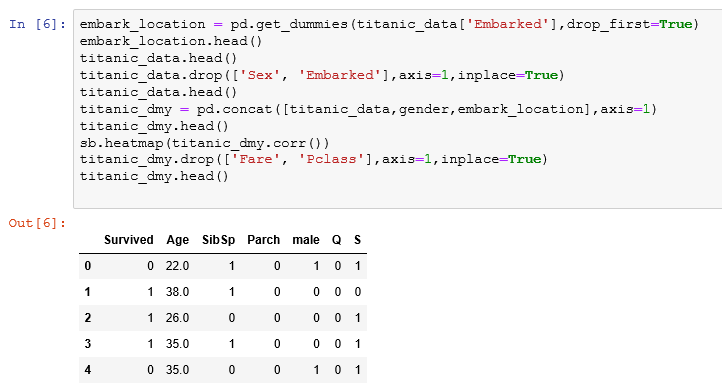 In [6]: embark_location = pd.get_dummies(titanic_data['Embarked'],drop_first=True)
embark_location.head()
titanic_data.head()
titanic_data.drop(['Sex', 'Embarked'],axis=1,inplace=True)
titanic_data.head()
titanic_dmy = pd.concat([titanic_data,gender,embark_location],axis=1)
titanic_dmy.head()
sb.heatmap(titanic_dmy.corr())
titanic_dmy.drop(['Fare', 'Pclass'],axis=1,inplace=True)
titanic_dmy.head()
Out[6]:
Survived Age SibSp Parch male Q S
0 0 22.0 1 0 1 0 1
1 1 38.0 1 0 0 0 0
2 1 26.0 0 0 0 0 1
3 1 35.0 1 0 0 0 1
4 0 35.0 0 0 1 0 1